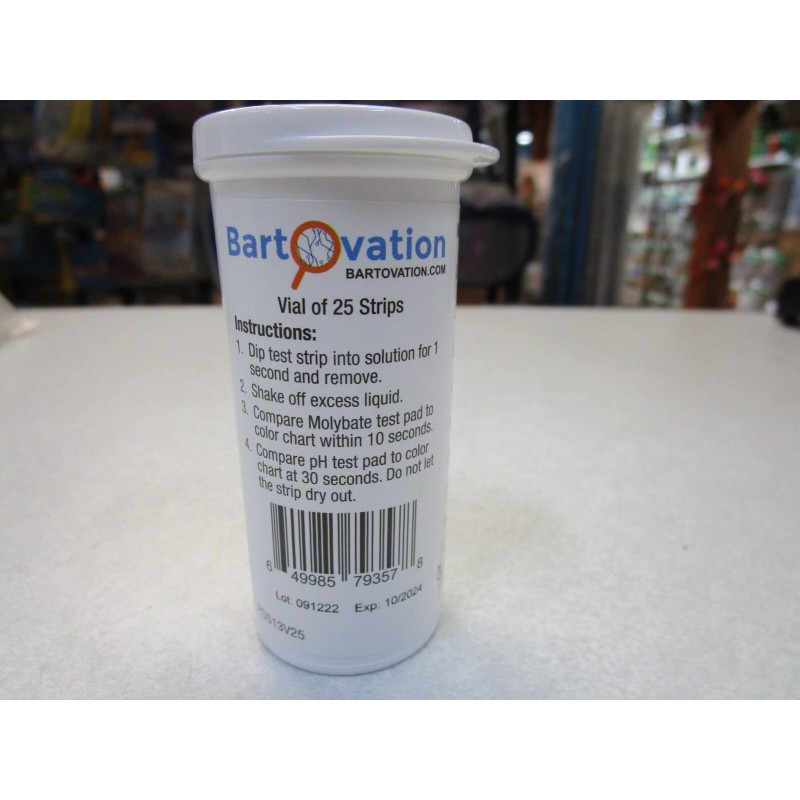 BartOvation
BARTOVATION.COM
Vial of 25 Strips
Instructions:
1. Dip test strip into solution for 1
second and remove.
2. Shake off excess liquid.
3. Compare Molybate test pad to
color chart within 10 seconds.
4. Compare pH test pad to color
chart at 30 seconds. Do not let
the strip dry out.
6 49985 79357 8
Lot: 091222 Exp: 10/2024